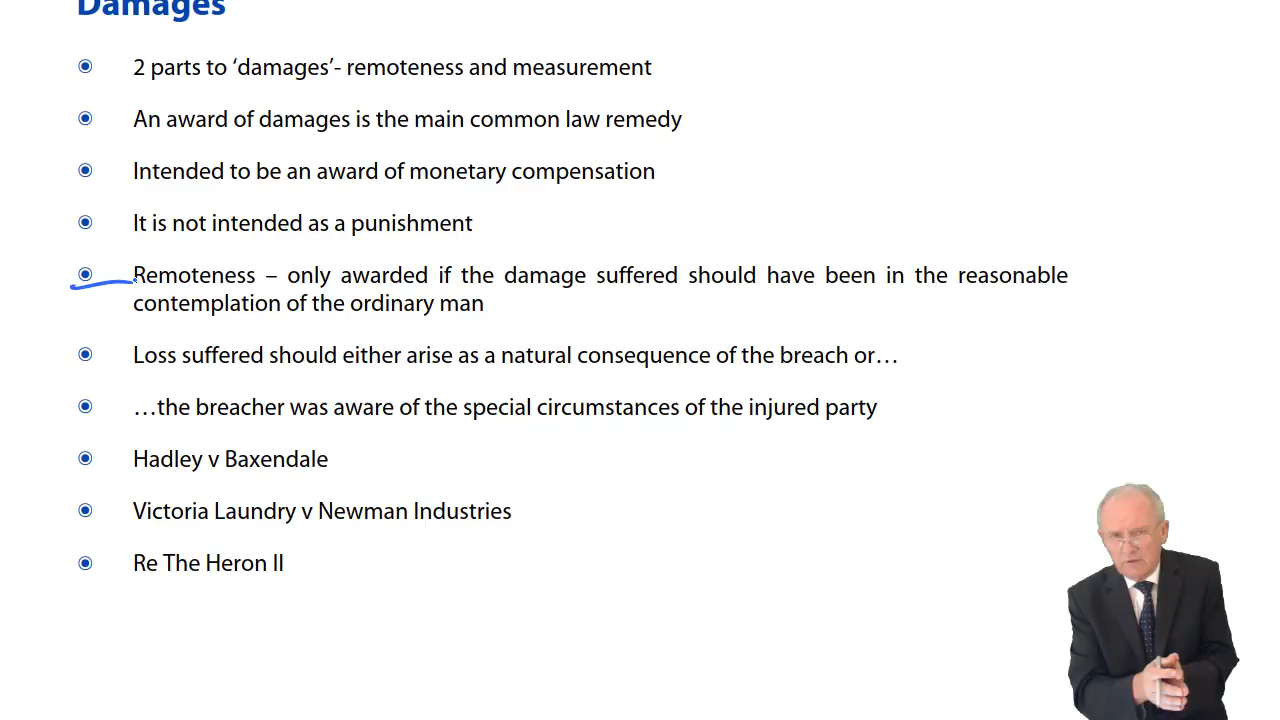 Damages
2 parts to ‘damages’- remoteness and measurement
An award of damages is the main common law remedy
Intended to be an award of monetary compensation
It is not intended as a punishment
Remoteness – only awarded if the damage suffered should have been in the reasonable
contemplation of the ordinary man
Loss suffered should either arise as a natural consequence of the breach or…
…the breacher was aware of the special circumstances of the injured party
Hadley v Baxendale
Victoria Laundry v Newman Industries
Re The Heron II